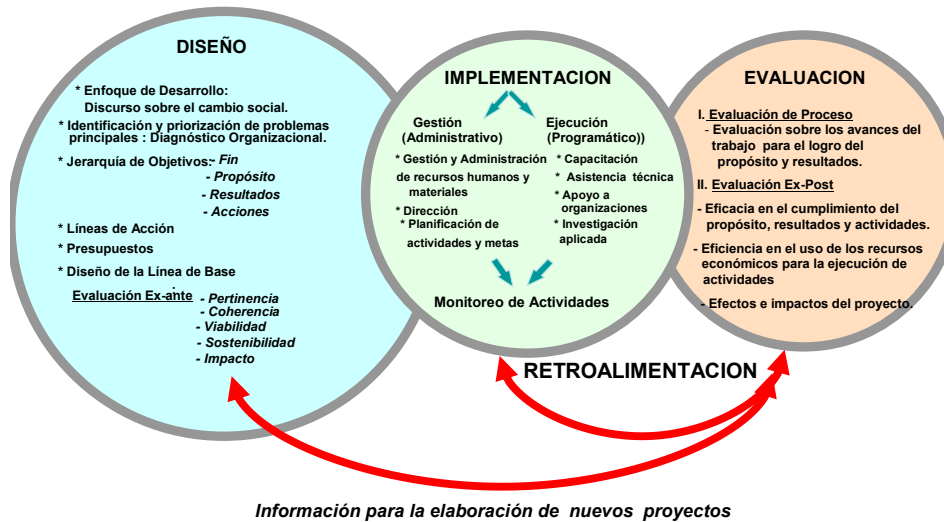 DISEÑO
* Enfoque de Desarrollo:
Discurso sobre el cambio social.
* Identificación y priorización de problemas
principales : Diagnóstico Organizacional.
* Jerarquía de Objetivos:- Fin
- Propósito
- Resultados
- Acciones
* Líneas de Acción
* Presupuestos
* Diseño de la Línea de Base
Evaluación Ex-ante
- Pertinencia
- Coherencia
- Viabilidad
- Sostenibilidad
- Impacto
IMPLEMENTACION
Gestión
(Administrativo)
* Gestión y Administración
de recursos humanos y
materiales
* Dirección
* Planificación de
actividades y metas
Ejecución
(Programático))
* Capacitación
* Asistencia técnica
* Apoyo a
organizaciones
* Investigación
aplicada
Monitoreo de Actividades
EVALUACION
I. Evaluación de Proceso
- Evaluación sobre los avances del
trabajo para el logro del
propósito y resultados.
II. Evaluación Ex-Post
- Eficacia en el cumplimiento del
propósito, resultados y actividades.
- Eficiencia en el uso de los recursos
económicos para la ejecución de
actividades
- Efectos e impactos del proyecto.
RETROALIMENTACION
Información para la elaboración de nuevos proyectos